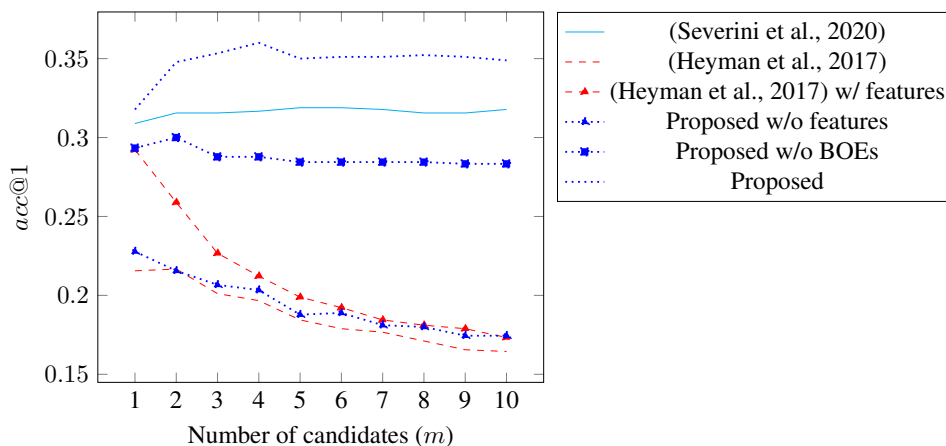 0.35
0.3
0.25
0.2
0.15
acc@1
1 2 3 4 5 6 7 8 9 10
Number of candidates (m)
(Severini et al., 2020)
(Heyman et al., 2017)
(Heyman et al., 2017) w/ features
Proposed w/o features
Proposed w/o BOEs
Proposed